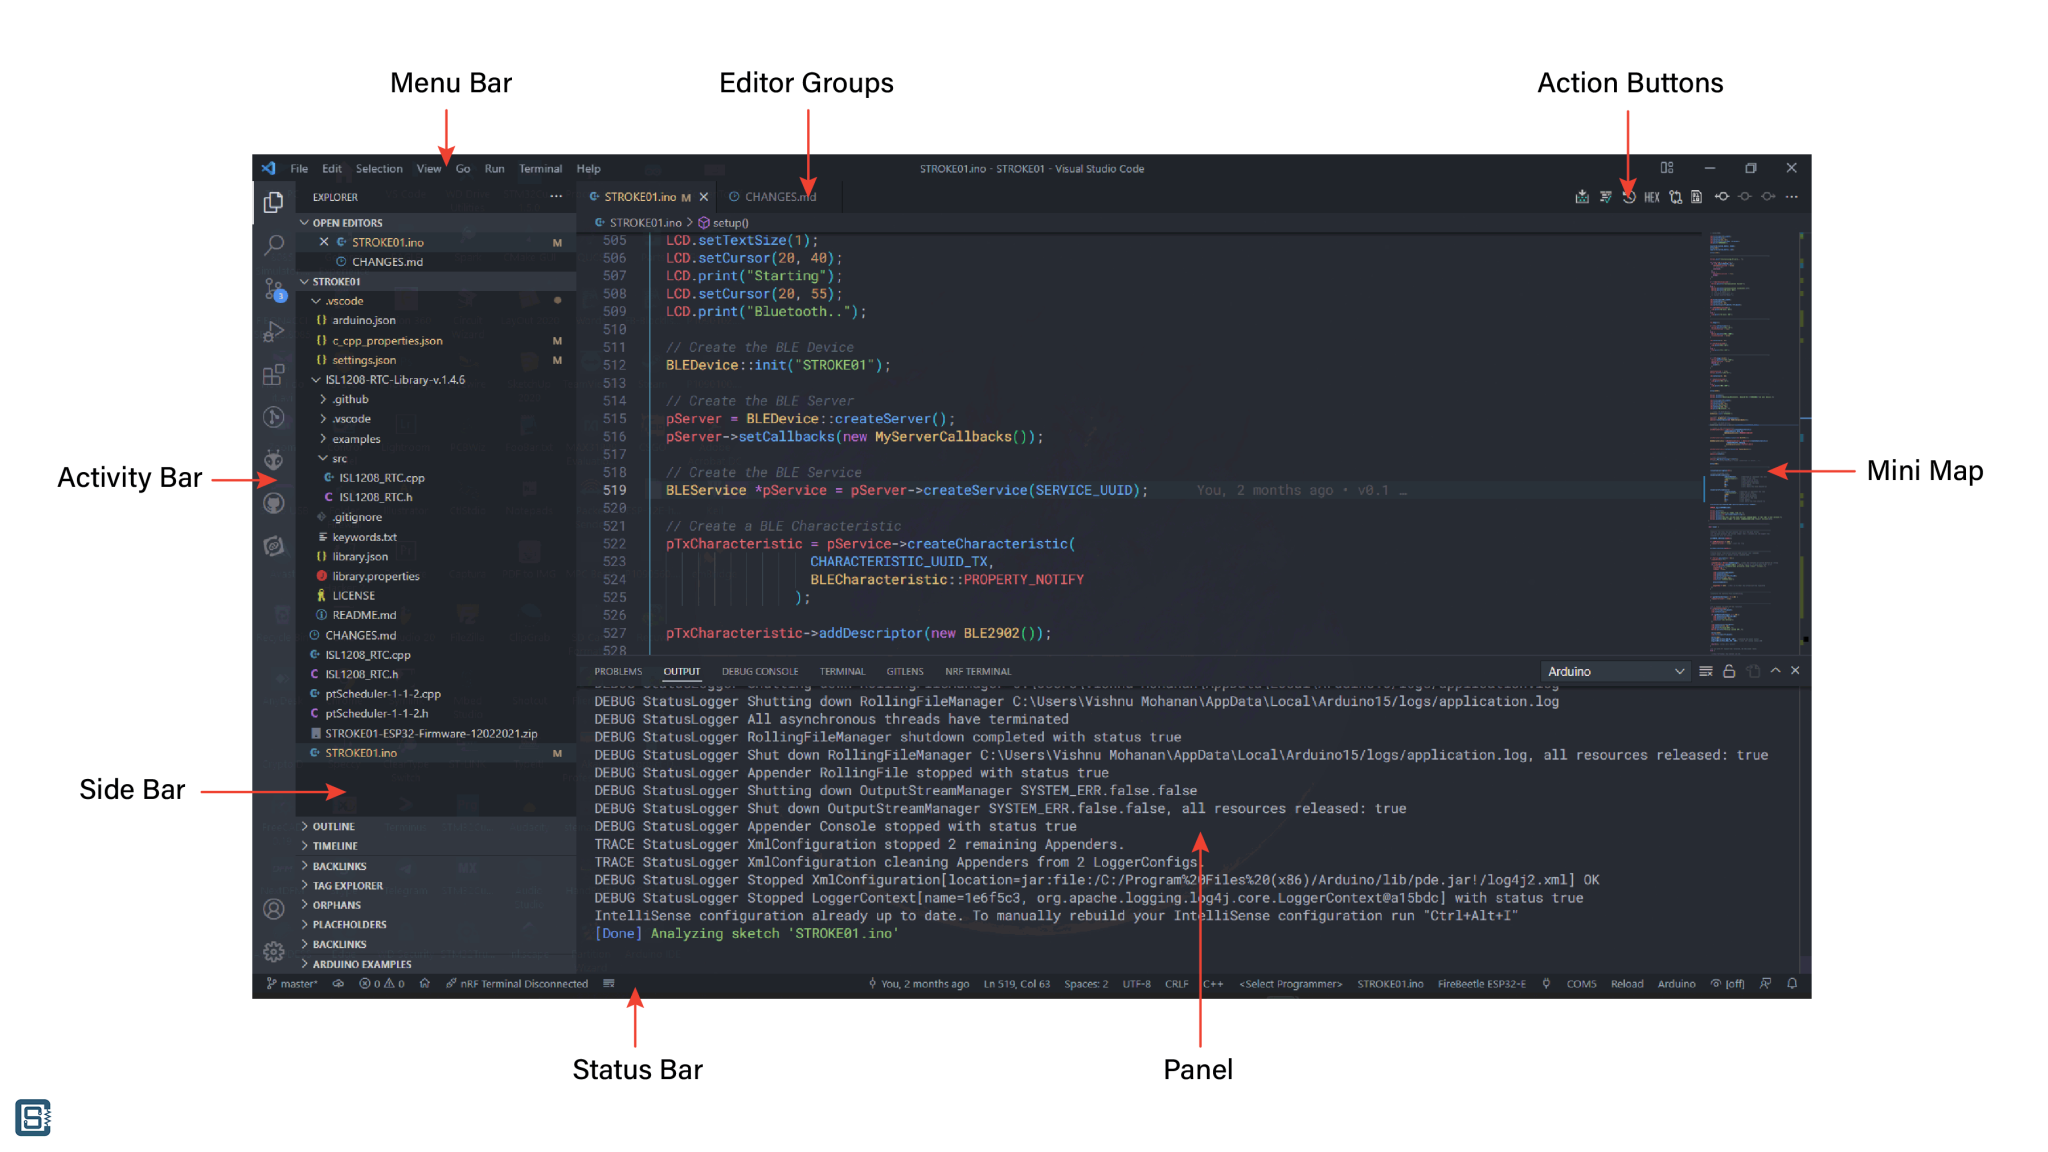 Menu Bar
Editor Groups
Action Buttons
File Edit Selection View Go Run Terminal Help
STROKE01.ino - STROKE01 - Visual Studio Code
EXPLORER
STROKE01.ino M
CHANGES.md
HEX
OPEN EDITORS
STROKE01.ino M
CHANGES.md
STROKE01
.vscode
arduino.json
c_cpp_properties.json M
settings.json M
ISL1208-RTC-Library-v.1.4.6
.github
.vscode
examples
src
ISL1208_RTC.cpp
ISL1208_RTC.h
.gitignore
keywords.txt
library.json
library.properties
LICENSE
README.md
CHANGES.md
ISL1208_RTC.cpp
ISL1208_RTC.h
ptScheduler-1-1-2.cpp
ptScheduler-1-1-2.h
STROKE01-ESP32-Firmware-12022021.zip
STROKE01.ino M
OUTLINE
TIMELINE
BACKLINKS
TAG EXPLORER
ORPHANS
PLACEHOLDERS
BACKLINKS
ARDUINO EXAMPLES
3
Activity Bar
Side Bar
STROKE01.ino > setup()
505 LCD.setTextSize(1);
506 LCD.setCursor(20, 40);
507 LCD.print("Starting");
508 LCD.setCursor(20, 55);
509 LCD.print("Bluetooth..");
510
511 // Create the BLE Device
512 BLEDevice::init("STROKE01");
513
514 // Create the BLE Server
515 pServer = BLEDevice::createServer();
516 pServer->setCallbacks(new MyServerCallbacks());
517
518 // Create the BLE Service
519 BLEService *pService = pServer->createService(SERVICE_UUID); You, 2 months ago • v0.1 …
520
521 // Create a BLE Characteristic
522 pTxCharacteristic = pService->createCharacteristic(
523 CHARACTERISTIC_UUID_TX,
524 BLECharacteristic::PROPERTY_NOTIFY
525 );
526
527 pTxCharacteristic->addDescriptor(new BLE2902());
528
Mini Map
PROBLEMS OUTPUT DEBUG CONSOLE TERMINAL GITLENS NRF TERMINAL
Arduino
DEBUG StatusLogger Shutting down RollingFileManager C:\Users\Vishnu Mohanan\AppData\Local\Arduino15/logs/application.log
DEBUG StatusLogger Shutting down RollingFileManager C:\Users\Vishnu Mohanan\AppData\Local\Arduino15/logs/application.log
DEBUG StatusLogger All asynchronous threads have terminated
DEBUG StatusLogger RollingFileManager shutdown completed with status true
DEBUG StatusLogger Shut down RollingFileManager C:\Users\Vishnu Mohanan\AppData\Local\Arduino15/logs/application.log, all resources released: true
DEBUG StatusLogger Appender RollingFile stopped with status true
DEBUG StatusLogger Shutting down OutputStreamManager SYSTEM_ERR.false.false
DEBUG StatusLogger Shut down OutputStreamManager SYSTEM_ERR.false.false, all resources released: true
DEBUG StatusLogger Appender Console stopped with status true
TRACE StatusLogger XmlConfiguration stopped 2 remaining Appenders.
TRACE StatusLogger XmlConfiguration cleaning Appenders from 2 LoggerConfigs.
DEBUG StatusLogger Stopped XmlConfiguration[location=jar:file:/C:/Program%20Files%20(x86)/Arduino/lib/pde.jar!/log4j2.xml] OK
DEBUG StatusLogger Stopped LoggerContext[name=1e6f5c3, org.apache.logging.log4j.core.LoggerContext@a15bdc] with status true
IntelliSense configuration already up to date. To manually rebuild your IntelliSense configuration run "Ctrl+Alt+I"
[Done] Analyzing sketch 'STROKE01.ino'
master* 0 0 nRF Terminal Disconnected
You, 2 months ago Ln 519, Col 63 Spaces: 2 UTF-8 CRLF C++ <Select Programmer> STROKE01.ino FireBeetle ESP32-E COM5 Reload Arduino [off]
Status Bar
Panel